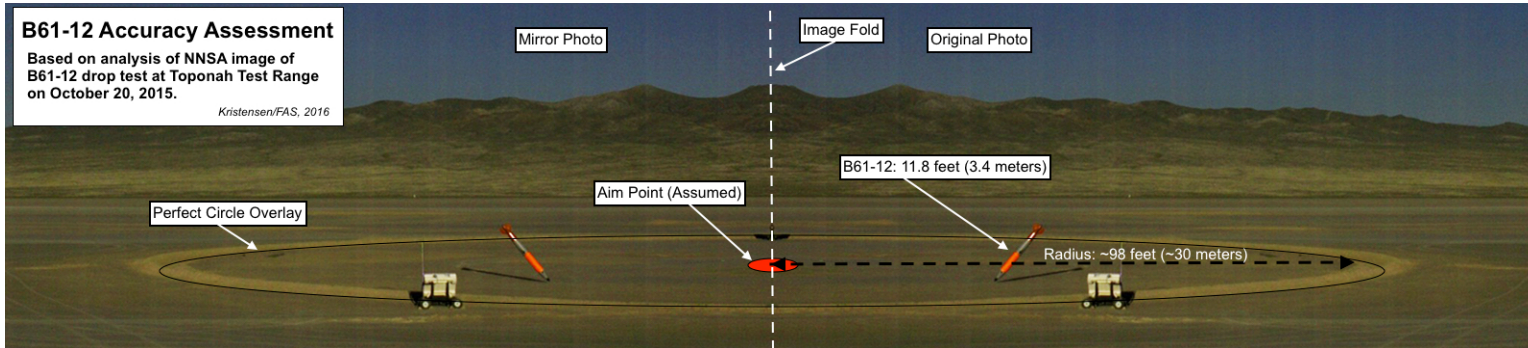 B61-12 Accuracy Assessment
Based on analysis of NNSA image of
B61-12 drop test at Toponah Test Range
on October 20, 2015.
Kristensen/FAS, 2016
Mirror Photo
Image Fold
Original Photo
B61-12: 11.8 feet (3.4 meters)
Aim Point (Assumed)
Perfect Circle Overlay
Radius: ~98 feet (~30 meters)